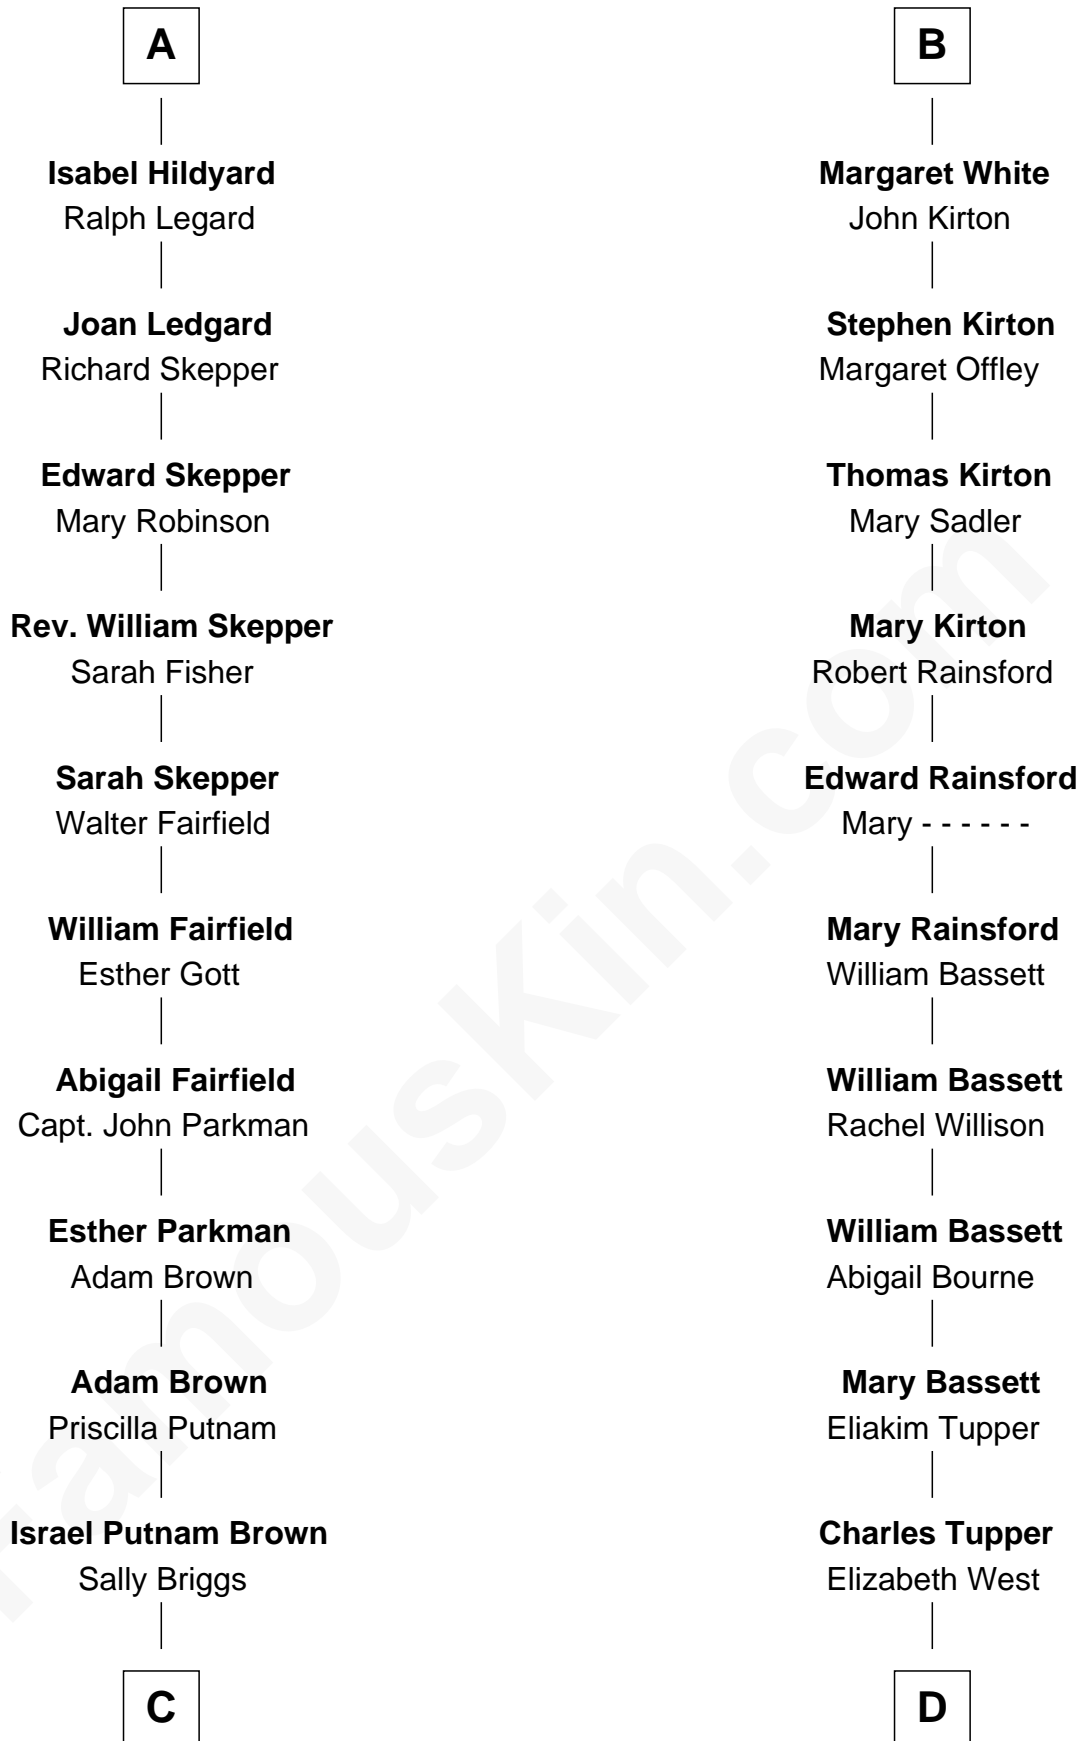 A
Isabel Hildyard
Ralph Legard
Joan Ledgard
Richard Skepper
Edward Skepper
Mary Robinson
Rev. William Skepper
Sarah Fisher
Sarah Skepper
Walter Fairfield
William Fairfield
Esther Gott
Abigail Fairfield
Capt. John Parkman
Esther Parkman
Adam Brown
Adam Brown
Priscilla Putnam
Israel Putnam Brown
Sally Briggs
C
B
Margaret White
John Kirton
Stephen Kirton
Margaret Offley
Thomas Kirton
Mary Sadler
Mary Kirton
Robert Rainsford
Edward Rainsford
Mary - - - - - -
Mary Rainsford
William Bassett
William Bassett
Rachel Willison
William Bassett
Abigail Bourne
Mary Bassett
Eliakim Tupper
Charles Tupper
Elizabeth West
D
FamousKin.com